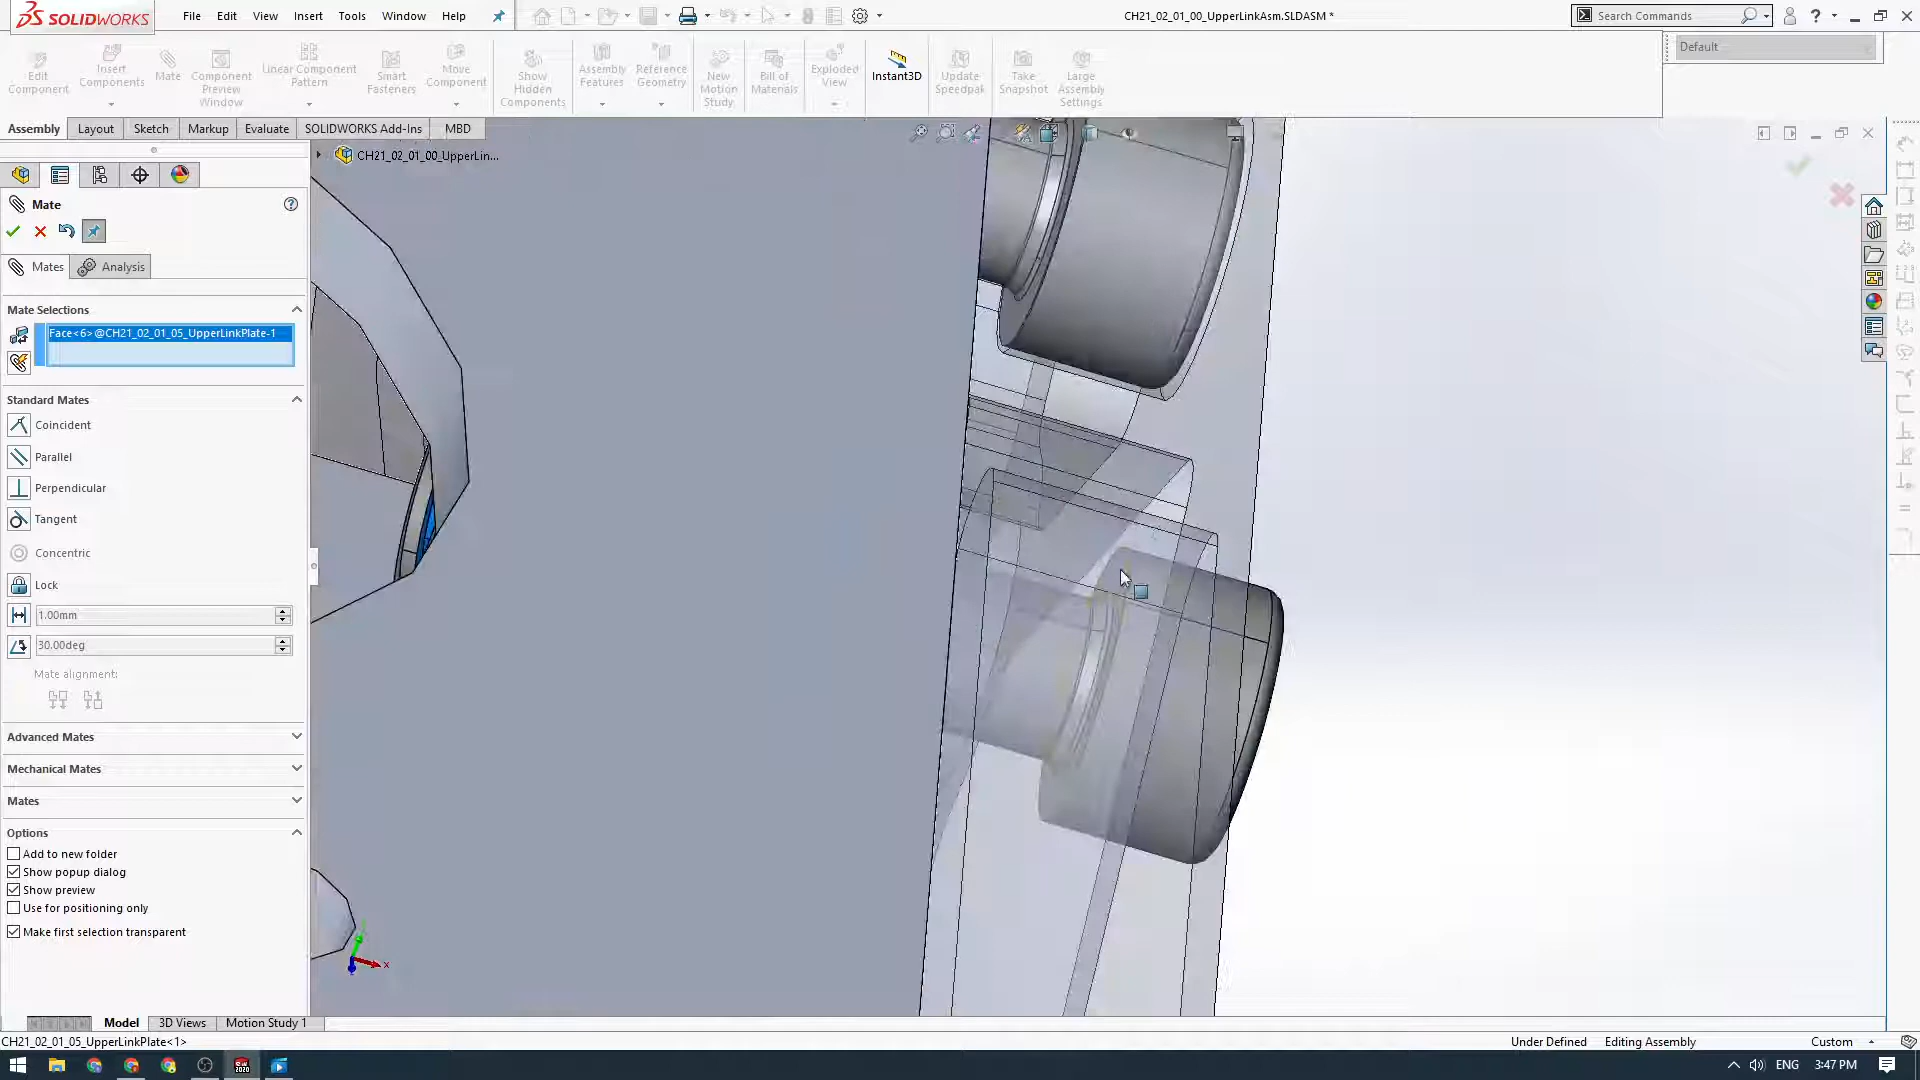 SOLIDWORKS
File Edit View Insert Tools Window Help
CH21_02_01_00_UpperLinkAsm.SLDASM *
Search Commands
Edit Component
Insert Components
Mate
Component Preview Window
Linear Component Pattern
Smart Fasteners
Move Component
Show Hidden Components
Assembly Features
Reference Geometry
New Motion Study
Bill of Materials
Exploded View
Instant3D
Update Speedpak
Take Snapshot
Large Assembly Settings
Default
Assembly Layout Sketch Markup Evaluate SOLIDWORKS Add-Ins MBD
CH21_02_01_00_UpperLin...
Mate
Mates Analysis
Mate Selections
Face<6>@CH21_02_01_05_UpperLinkPlate-1
Standard Mates
Coincident
Parallel
Perpendicular
Tangent
Concentric
Lock
1.00mm
30.00deg
Mate alignment:
Advanced Mates
Mechanical Mates
Mates
Options
Add to new folder
Show popup dialog
Show preview
Use for positioning only
Make first selection transparent
x
Model 3D Views Motion Study 1
CH21_02_01_05_UpperLinkPlate<1>
Under Defined Editing Assembly Custom
ENG 3:47 PM